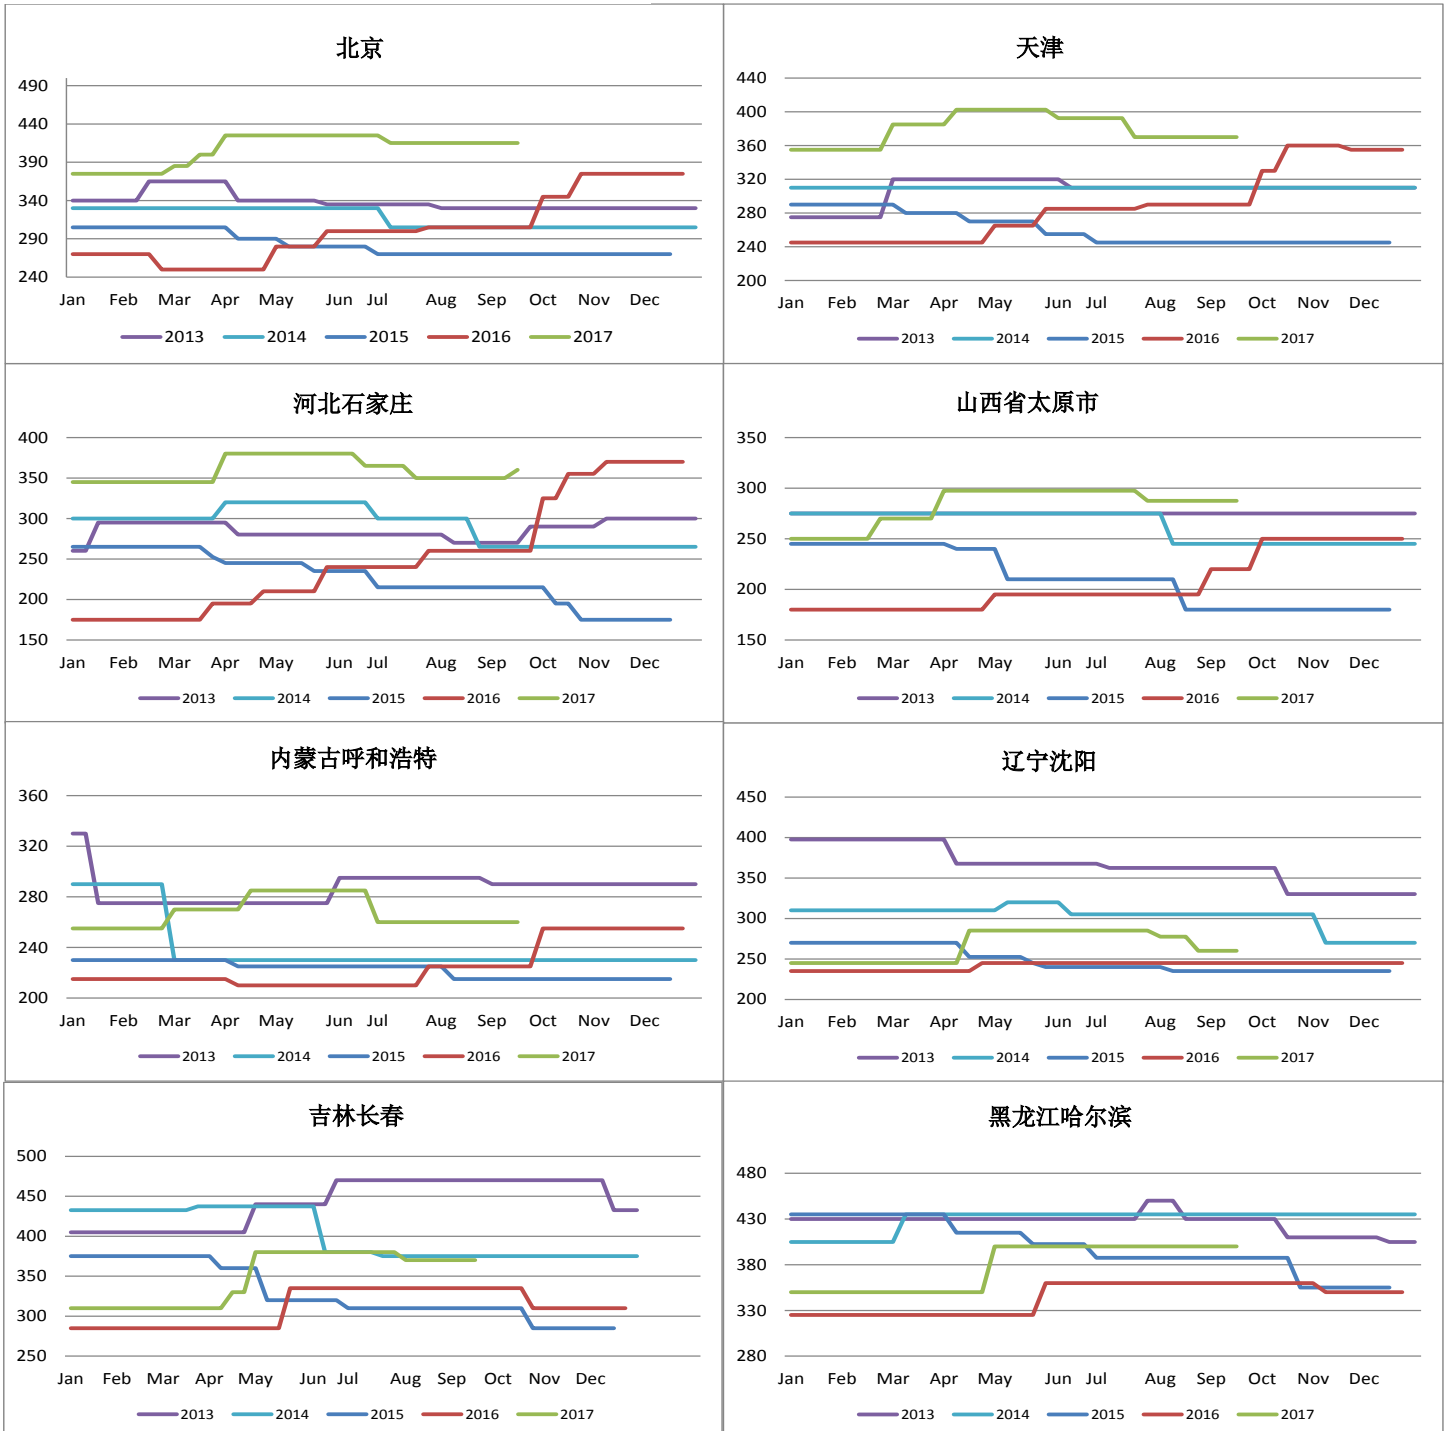 北京
490
440
390
340
290
240
Jan Feb Mar Apr May Jun Jul Aug Sep Oct Nov Dec
2013 2014 2015 2016 2017
天津
440
400
360
320
280
240
200
Jan Feb Mar Apr May Jun Jul Aug Sep Oct Nov Dec
2013 2014 2015 2016 2017
河北石家庄
400
350
300
250
200
150
Jan Feb Mar Apr May Jun Jul Aug Sep Oct Nov Dec
2013 2014 2015 2016 2017
山西省太原市
350
300
250
200
150
Jan Feb Mar Apr May Jun Jul Aug Sep Oct Nov Dec
2013 2014 2015 2016 2017
内蒙古呼和浩特
360
320
280
240
200
Jan Feb Mar Apr May Jun Jul Aug Sep Oct Nov Dec
2013 2014 2015 2016 2017
辽宁沈阳
450
400
350
300
250
200
Jan Feb Mar Apr May Jun Jul Aug Sep Oct Nov Dec
2013 2014 2015 2016 2017
吉林长春
500
450
400
350
300
250
Jan Feb Mar Apr May Jun Jul Aug Sep Oct Nov Dec
2013 2014 2015 2016 2017
黑龙江哈尔滨
480
430
380
330
280
Jan Feb Mar Apr May Jun Jul Aug Sep Oct Nov Dec
2013 2014 2015 2016 2017